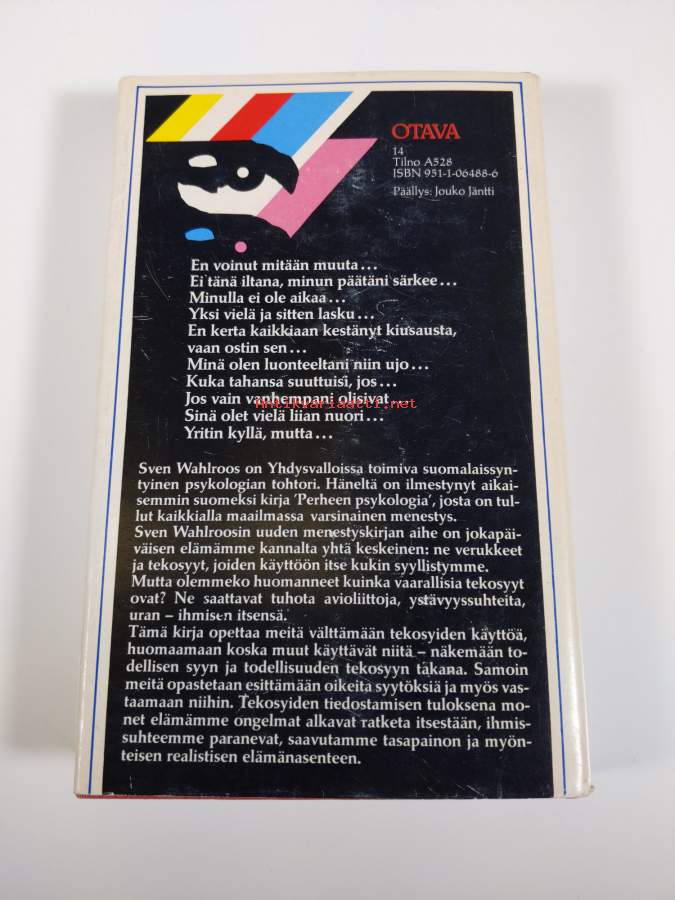 OTAVA
14
Tilno A528
ISBN 951-1-06488-6
Päällys: Jouko Jäntti
En voinut mitään muuta...
Ei tänä iltana, minun päätäni särkee...
Minulla ei ole aikaa...
Yksi vielä ja sitten lasku...
En kerta kaikkiaan kestänyt kiusausta,
vaan ostin sen...
Minä olen luonteeltani niin ujo...
Kuka tahansa suuttuisi, jos...
Jos vain vanhempani olisivat...
Antikvariaatti.net
Sinä olet vielä liian nuori...
Yritin kyllä, mutta...
Sven Wahlroos on Yhdysvalloissa toimiva suomalaissyn-
tyinen psykologian tohtori. Häneltä on ilmestynyt aikai-
semmin suomeksi kirja 'Perheen psykologia', josta on tul-
lut kaikkialla maailmassa varsinainen menestys.
Sven Wahlroosin uuden menestyskirjan aihe on jokapäi-
väisen elämämme kannalta yhtä keskeinen: ne verukkeet
ja tekosyyt, joiden käyttöön itse kukin syyllistymme.
Mutta olemmeko huomanneet kuinka vaarallisia tekosyyt
ovat? Ne saattavat tuhota avioliittoja, ystävyyssuhteita,
uran – ihmisen itsensä.
Tämä kirja opettaa meitä välttämään tekosyiden käyttöä,
huomaamaan koska muut käyttävät niitä – näkemään to-
dellisen syyn ja todellisuuden tekosyyn takana. Samoin
meitä opastetaan esittämään oikeita syytöksiä ja myös vas-
taamaan niihin. Tekosyiden tiedostamisen tuloksena mo-
net elämämme ongelmat alkavat ratketa itsestään, ihmis-
suhteemme paranevat, saavutamme tasapainon ja myön-
teisen realistisen elämänasenteen.